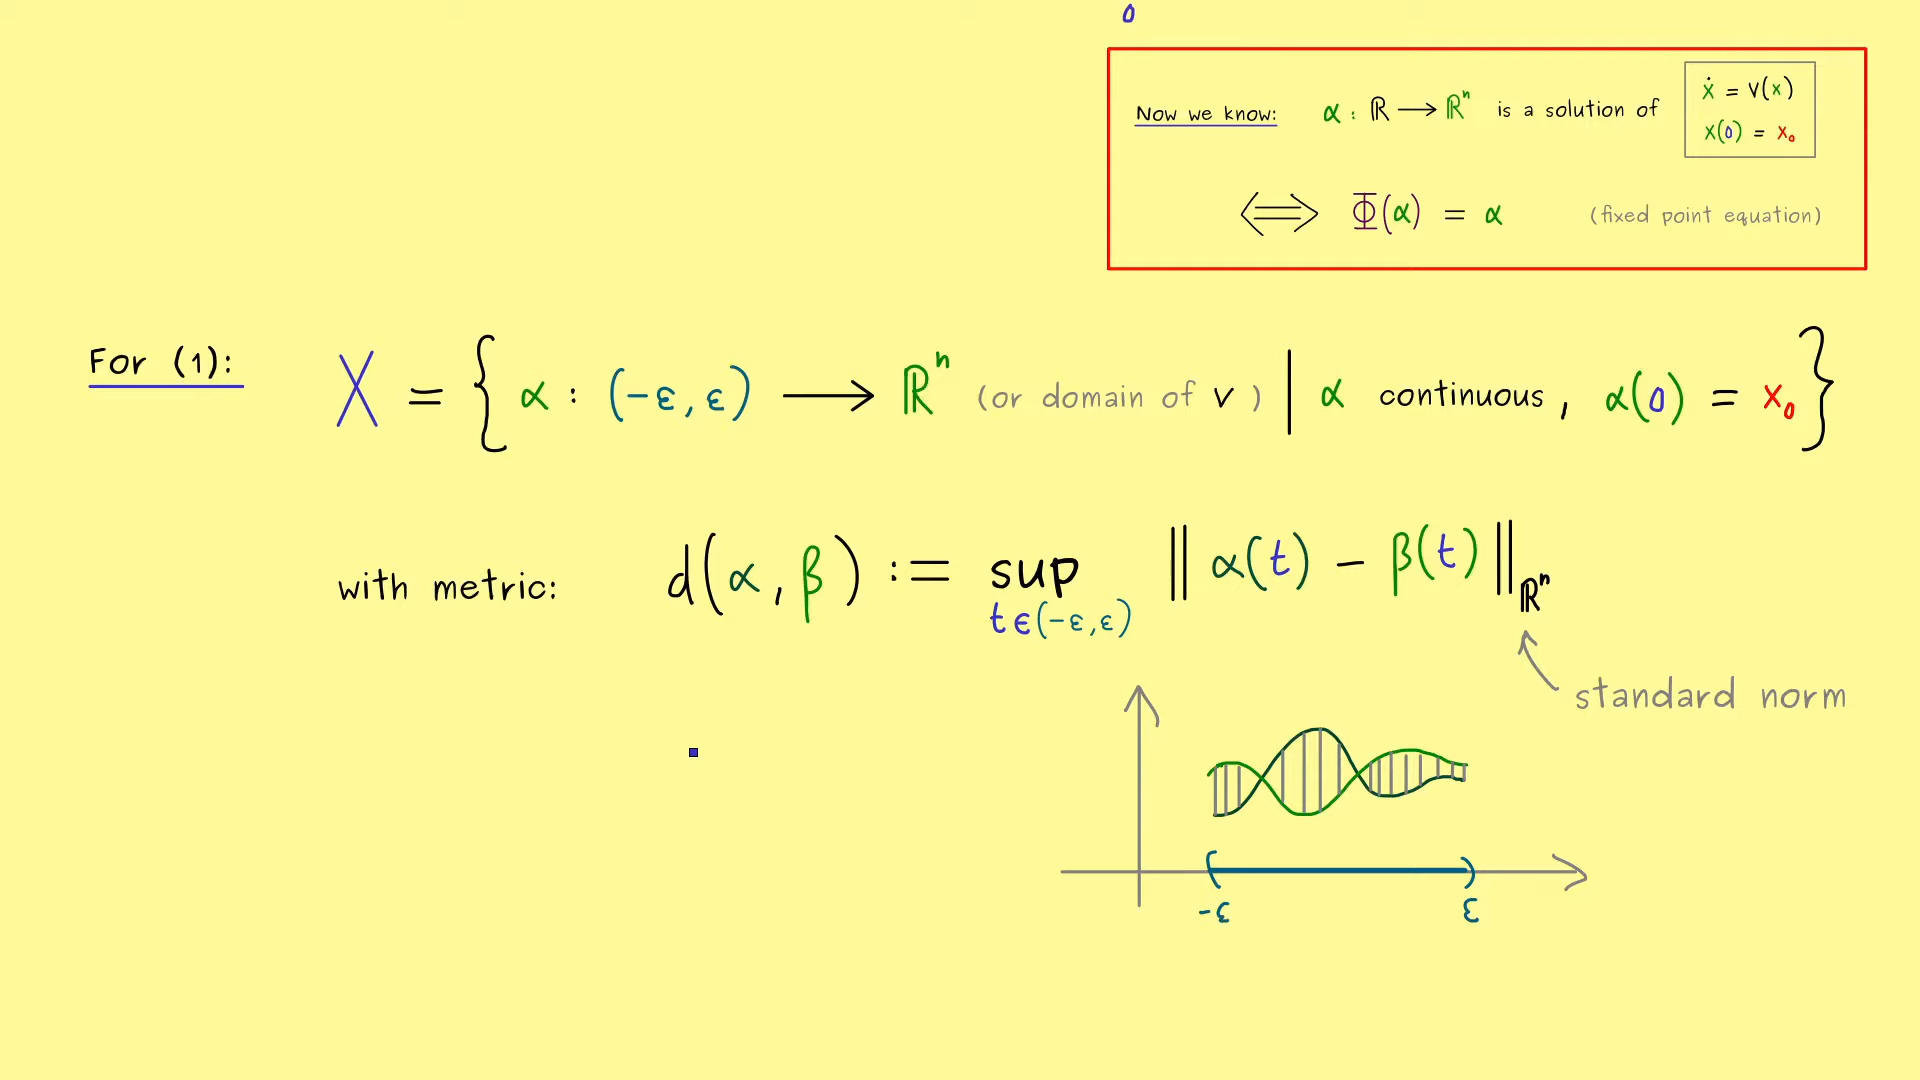 0
Now we know: α : ℝ ⟶ ℝⁿ is a solution of
ẋ = v(x)
x(0) = x₀
⟺ Φ(α) = α (fixed point equation)
For (1): X = { α : (-ε, ε) ⟶ ℝⁿ (or domain of v) | α continuous, α(0) = x₀ }
with metric: d(α, β) := sup ‖ α(t) - β(t) ‖_ℝⁿ
t ∈ (-ε, ε)
standard norm
-ε ε